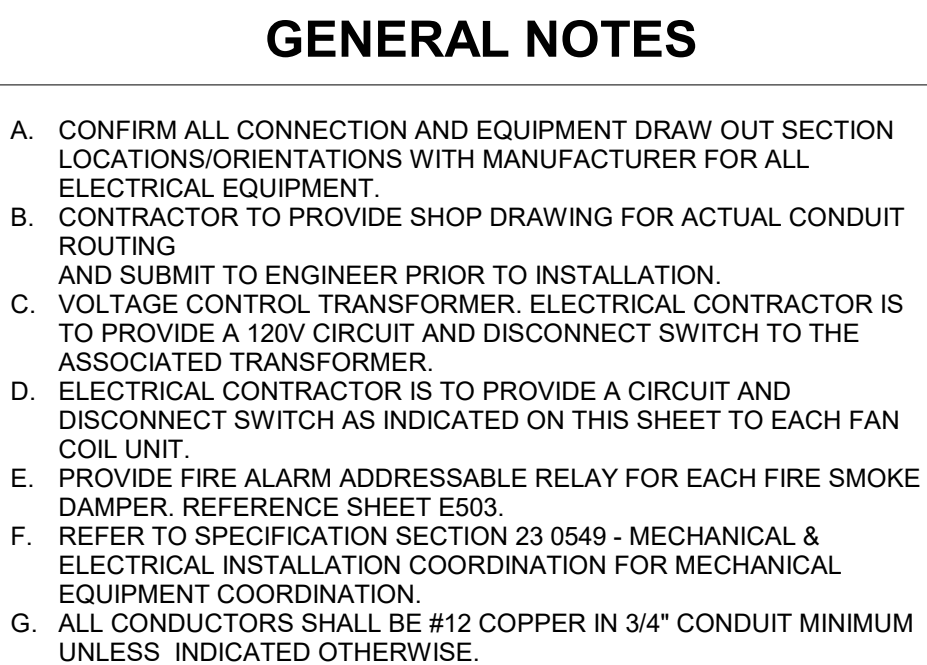 GENERAL NOTES
A. CONFIRM ALL CONNECTION AND EQUIPMENT DRAW OUT SECTION
LOCATIONS/ORIENTATIONS WITH MANUFACTURER FOR ALL
ELECTRICAL EQUIPMENT.
B. CONTRACTOR TO PROVIDE SHOP DRAWING FOR ACTUAL CONDUIT
ROUTING
AND SUBMIT TO ENGINEER PRIOR TO INSTALLATION.
C. VOLTAGE CONTROL TRANSFORMER. ELECTRICAL CONTRACTOR IS
TO PROVIDE A 120V CIRCUIT AND DISCONNECT SWITCH TO THE
ASSOCIATED TRANSFORMER.
D. ELECTRICAL CONTRACTOR IS TO PROVIDE A CIRCUIT AND
DISCONNECT SWITCH AS INDICATED ON THIS SHEET TO EACH FAN
COIL UNIT.
E. PROVIDE FIRE ALARM ADDRESSABLE RELAY FOR EACH FIRE SMOKE
DAMPER. REFERENCE SHEET E503.
F. REFER TO SPECIFICATION SECTION 23 0549 - MECHANICAL &
ELECTRICAL INSTALLATION COORDINATION FOR MECHANICAL
EQUIPMENT COORDINATION.
G. ALL CONDUCTORS SHALL BE #12 COPPER IN 3/4" CONDUIT MINIMUM
UNLESS  INDICATED OTHERWISE.